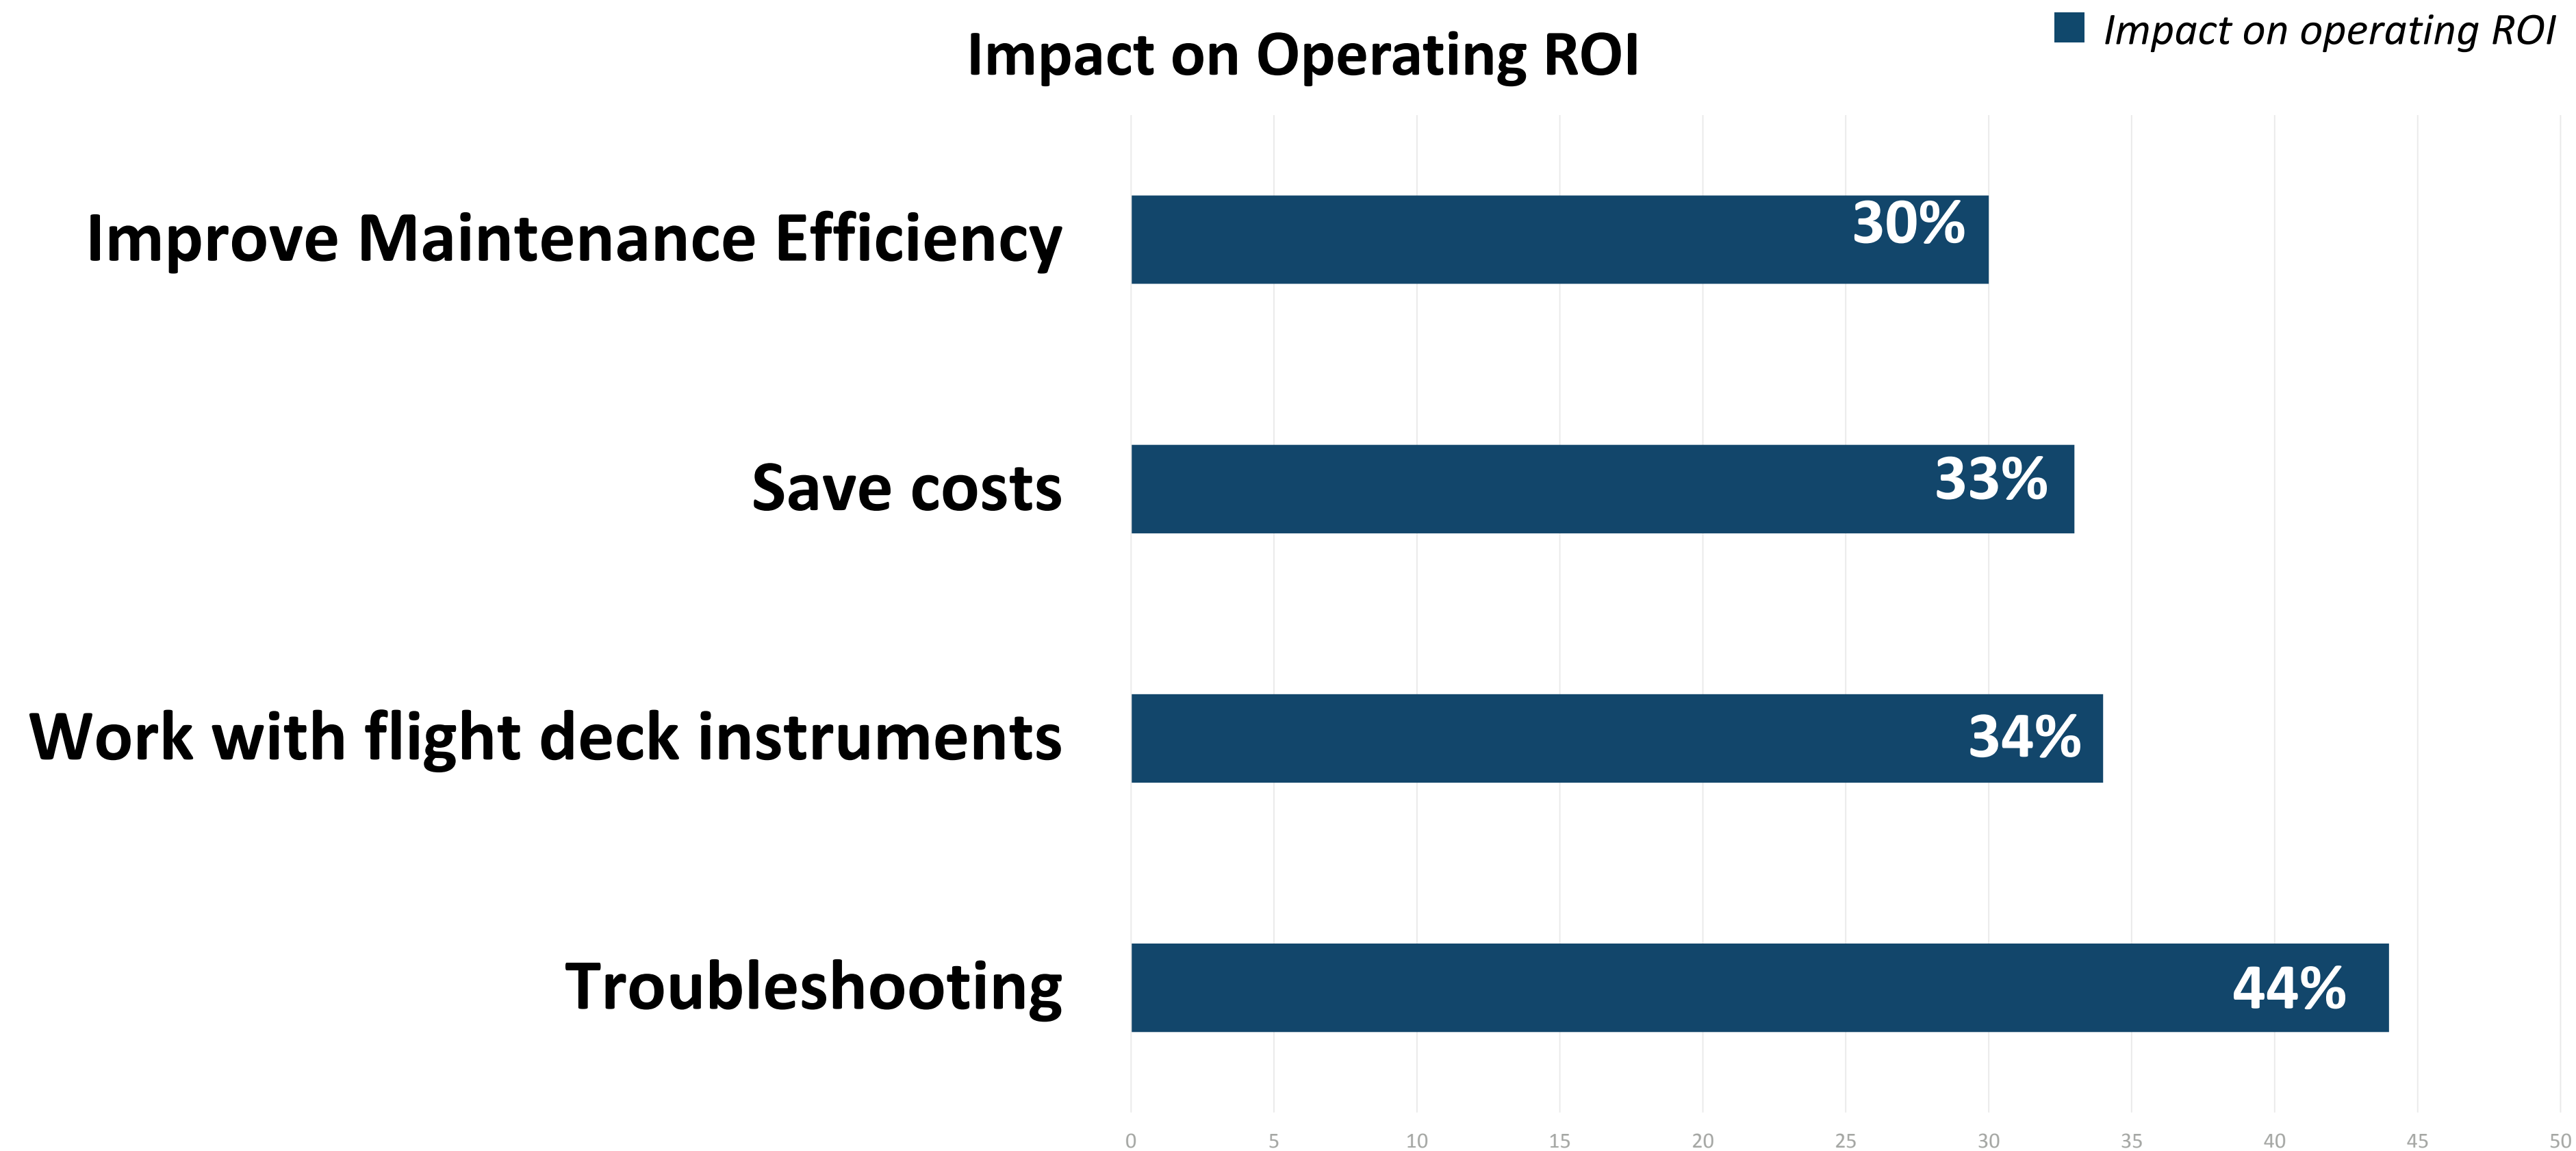 Impact on operating ROI
Impact on Operating ROI
Improve Maintenance Efficiency
30%
Save costs
33%
Work with flight deck instruments
34%
Troubleshooting
44%
0 5 10 15 20 25 30 35 40 45 50